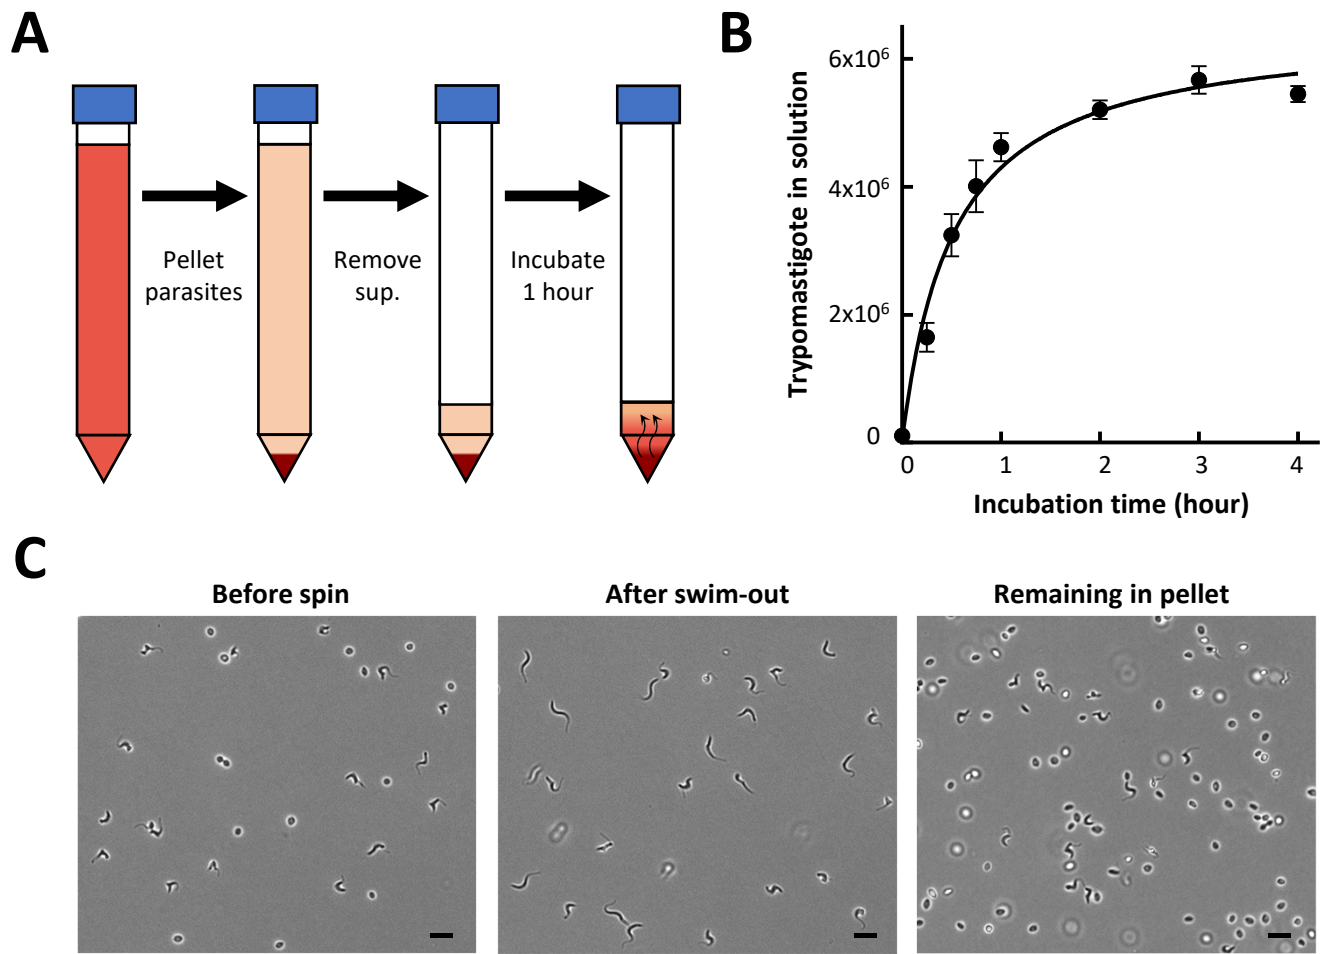 A
Pellet
parasites
Remove
sup.
Incubate
1 hour
B
Trypomastigote in solution
6x10⁶
4x10⁶
2x10⁶
0
0 1 2 3 4
Incubation time (hour)
C
Before spin
After swim-out
Remaining in pellet